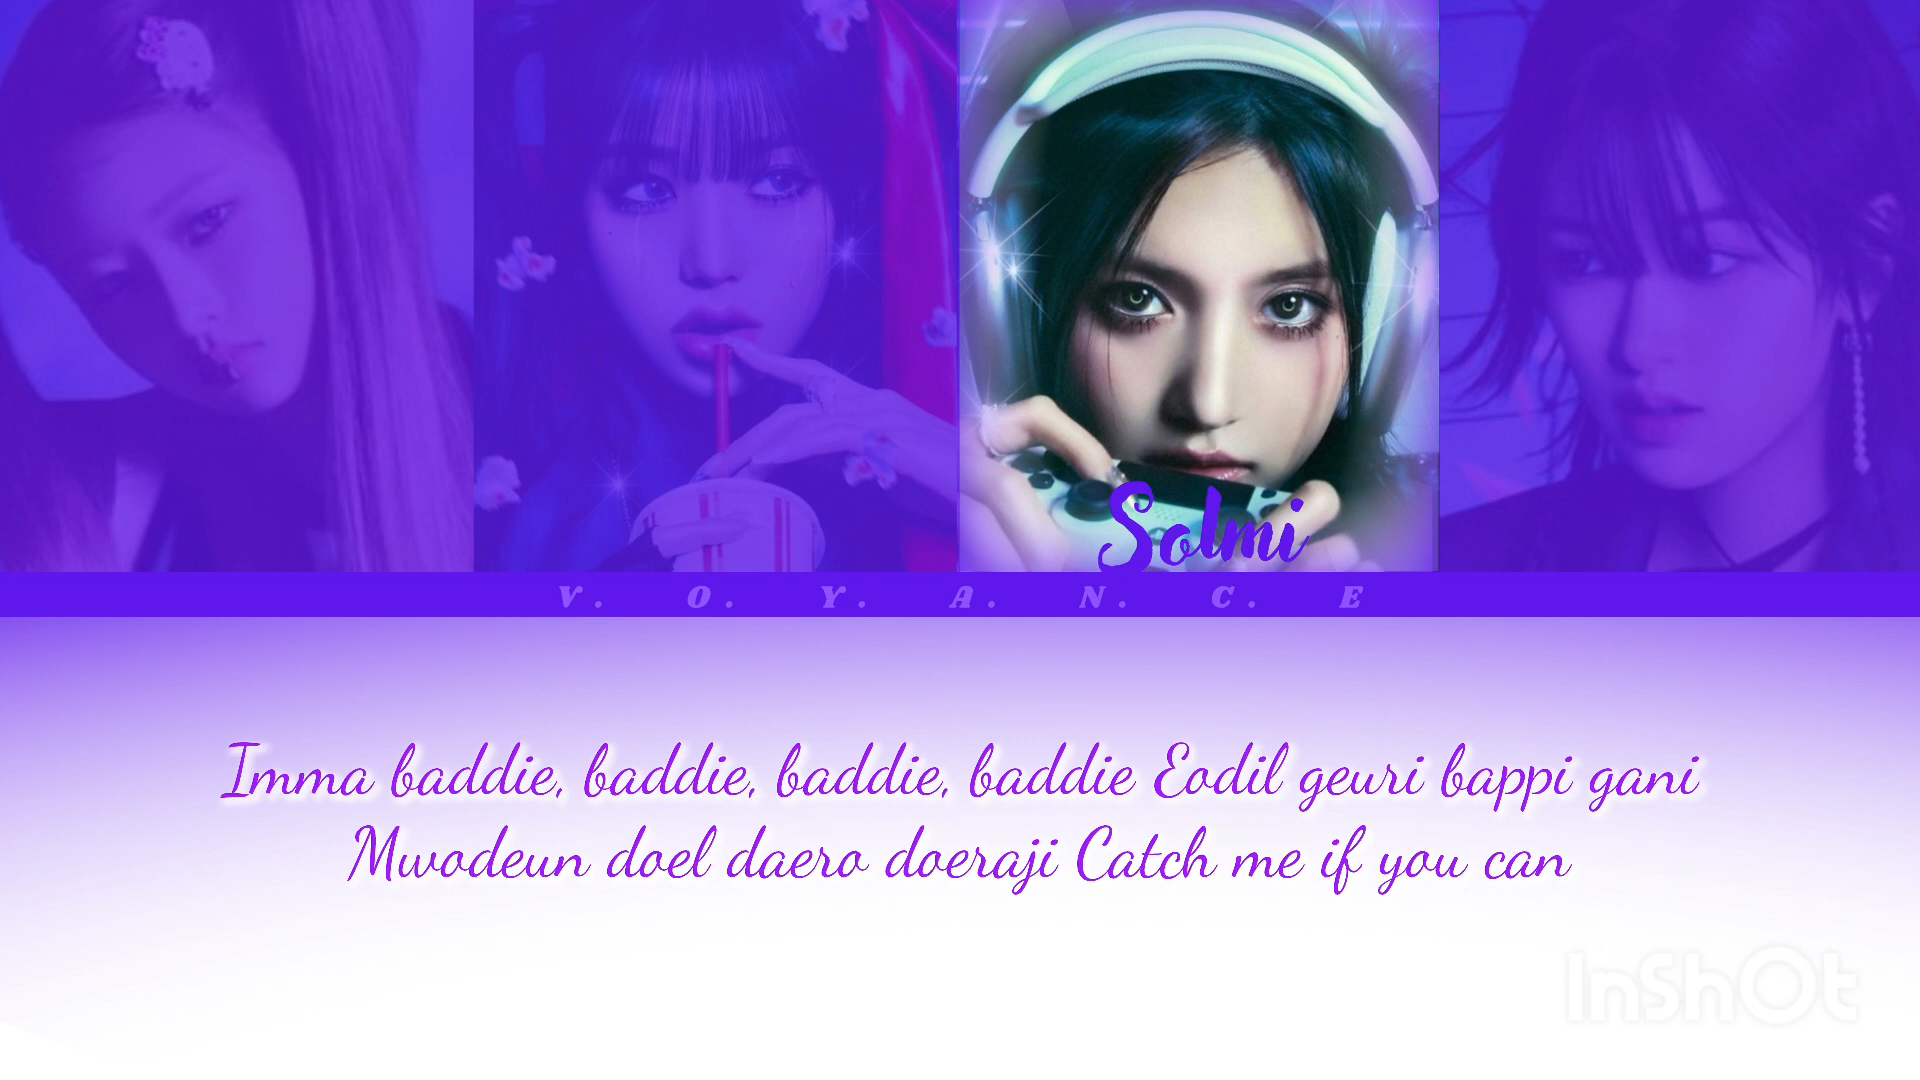 Solmi
V. O. Y. A. N. C. E
Imma baddie, baddie, baddie, baddie Eodil geuri bappi gani
Mwodeun doel daero doeraji Catch me if you can
InShOt